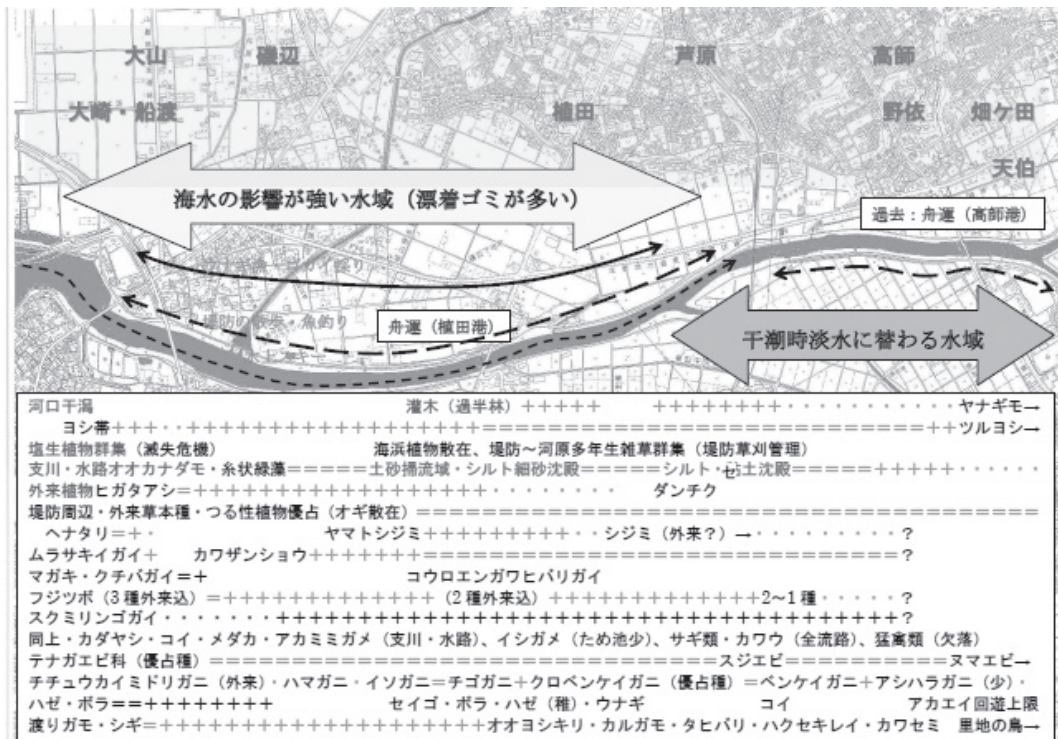 大山 磯辺 芦原 高師
大崎・船渡 植田 野依 畑ケ田
天伯
海水の影響が強い水域（漂着ゴミが多い）
過去：舟運（高師港）
堤防の散歩・魚釣り
舟運（植田港）
干潮時淡水に替わる水域
河口干潟 灌木（過半林）+++++ ++++++++・・・・・・・・・・・ヤナギモ→
ヨシ帯+++・・++++++++++++++++++==============================++ツルヨシ→
塩生植物群集（滅失危機） 海浜植物散在、堤防～河原多年生雑草群集（堤防草刈管理）
支川・水路オオカナダモ・糸状緑藻=====土砂掃流域・シルト細砂沈殿=====シルト・粘土沈殿=====+++++・・・・・・
外来植物ヒガタアシ=++++++++++++++++++++・・・・・・・・ ダンチク
堤防周辺・外来草本種・つる性植物優占（オギ散在）==========================================
ヘナタリ=+・ ヤマトシジミ++++++++++・・シジミ（外来？）→・・・・・・・・・？
ムラサキイガイ+ カワザンショウ+++++++===============================？
マガキ・クチバガイ=+ コウロエンガワヒバリガイ
フジツボ（3種外来込）=++++++++++++++（2種外来込）++++++++++++++2～1種・・・・・？
スクミリンゴガイ・・・・・・・++++++++++++++++++++++++++++++++++++++++++？
同上・カダヤシ・コイ・メダカ・アカミミガメ（支川・水路）、イシガメ（ため池少）、サギ類・カワウ（全流路）、猛禽類（欠落）
テナガエビ科（優占種）==================================スジエビ===========ヌマエビ→
チチュウカイミドリガニ（外来）・ハマガニ・イソガニ=チゴガニ+クロベンケイガニ（優占種）=ベンケイガニ+アシハラガニ（少）・
ハゼ・ボラ==++++++++ セイゴ・ボラ・ハゼ（稚）・ウナギ コイ アカエイ回遊上限
渡りガモ・シギ=++++++++++++++++++++++オオヨシキリ・カルガモ・タヒバリ・ハクセキレイ・カワセミ 里地の鳥→